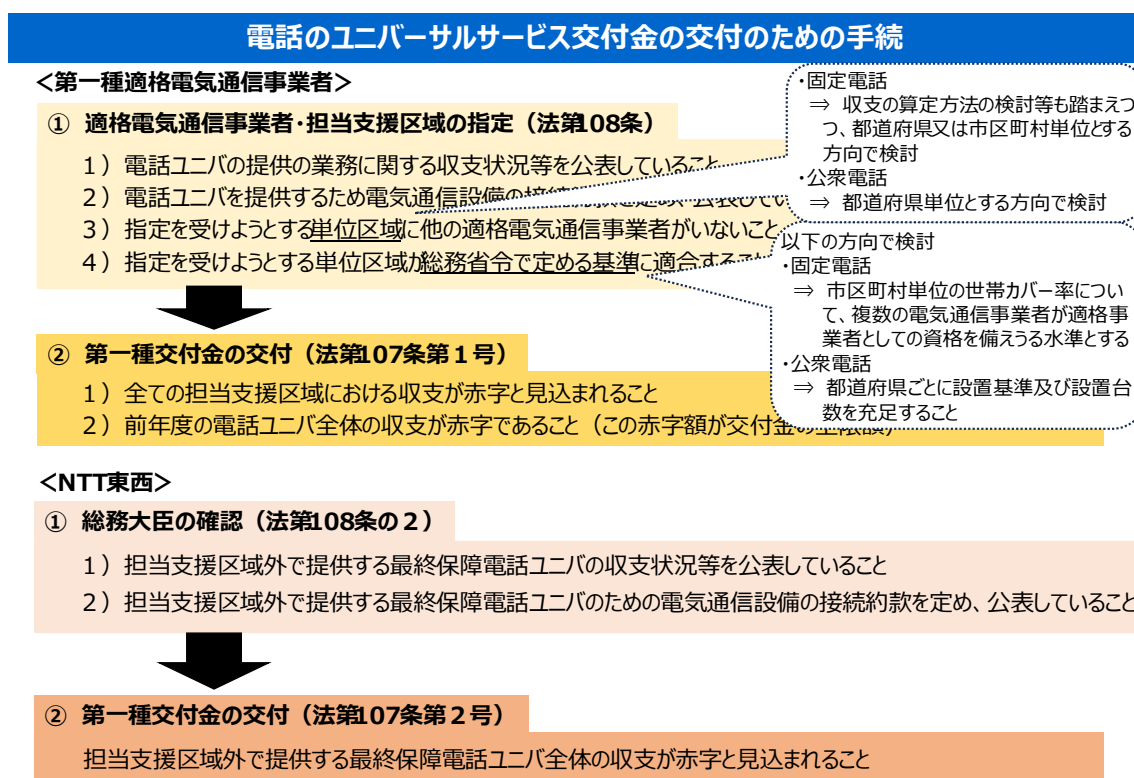 電話のユニバーサルサービス交付金の交付のための手続
＜第一種適格電気通信事業者＞
① 適格電気通信事業者・担当支援区域の指定（法第108条）
１）電話ユニバの提供の業務に関する収支状況等を公表していること
２）電話ユニバを提供するため電気通信設備の接続
３）指定を受けようとする単位区域に他の適格電気通信事業者がいないこと
４）指定を受けようとする単位区域が総務省令で定める基準に適合すること
・固定電話
⇒ 収支の算定方法の検討等も踏まえつ
つ、都道府県又は市区町村単位とする
方向で検討
・公衆電話
⇒ 都道府県単位とする方向で検討
以下の方向で検討
・固定電話
⇒ 市区町村単位の世帯カバー率につい
て、複数の電気通信事業者が適格事
業者としての資格を備えうる水準とする
・公衆電話
⇒ 都道府県ごとに設置基準及び設置台
数を充足すること
② 第一種交付金の交付（法第107条第１号）
１）全ての担当支援区域における収支が赤字と見込まれること
２）前年度の電話ユニバ全体の収支が赤字であること（この赤字額が交付金の上限額）
＜NTT東西＞
① 総務大臣の確認（法第108条の２）
１）担当支援区域外で提供する最終保障電話ユニバの収支状況等を公表していること
２）担当支援区域外で提供する最終保障電話ユニバのための電気通信設備の接続約款を定め、公表していること
② 第一種交付金の交付（法第107条第２号）
担当支援区域外で提供する最終保障電話ユニバ全体の収支が赤字と見込まれること